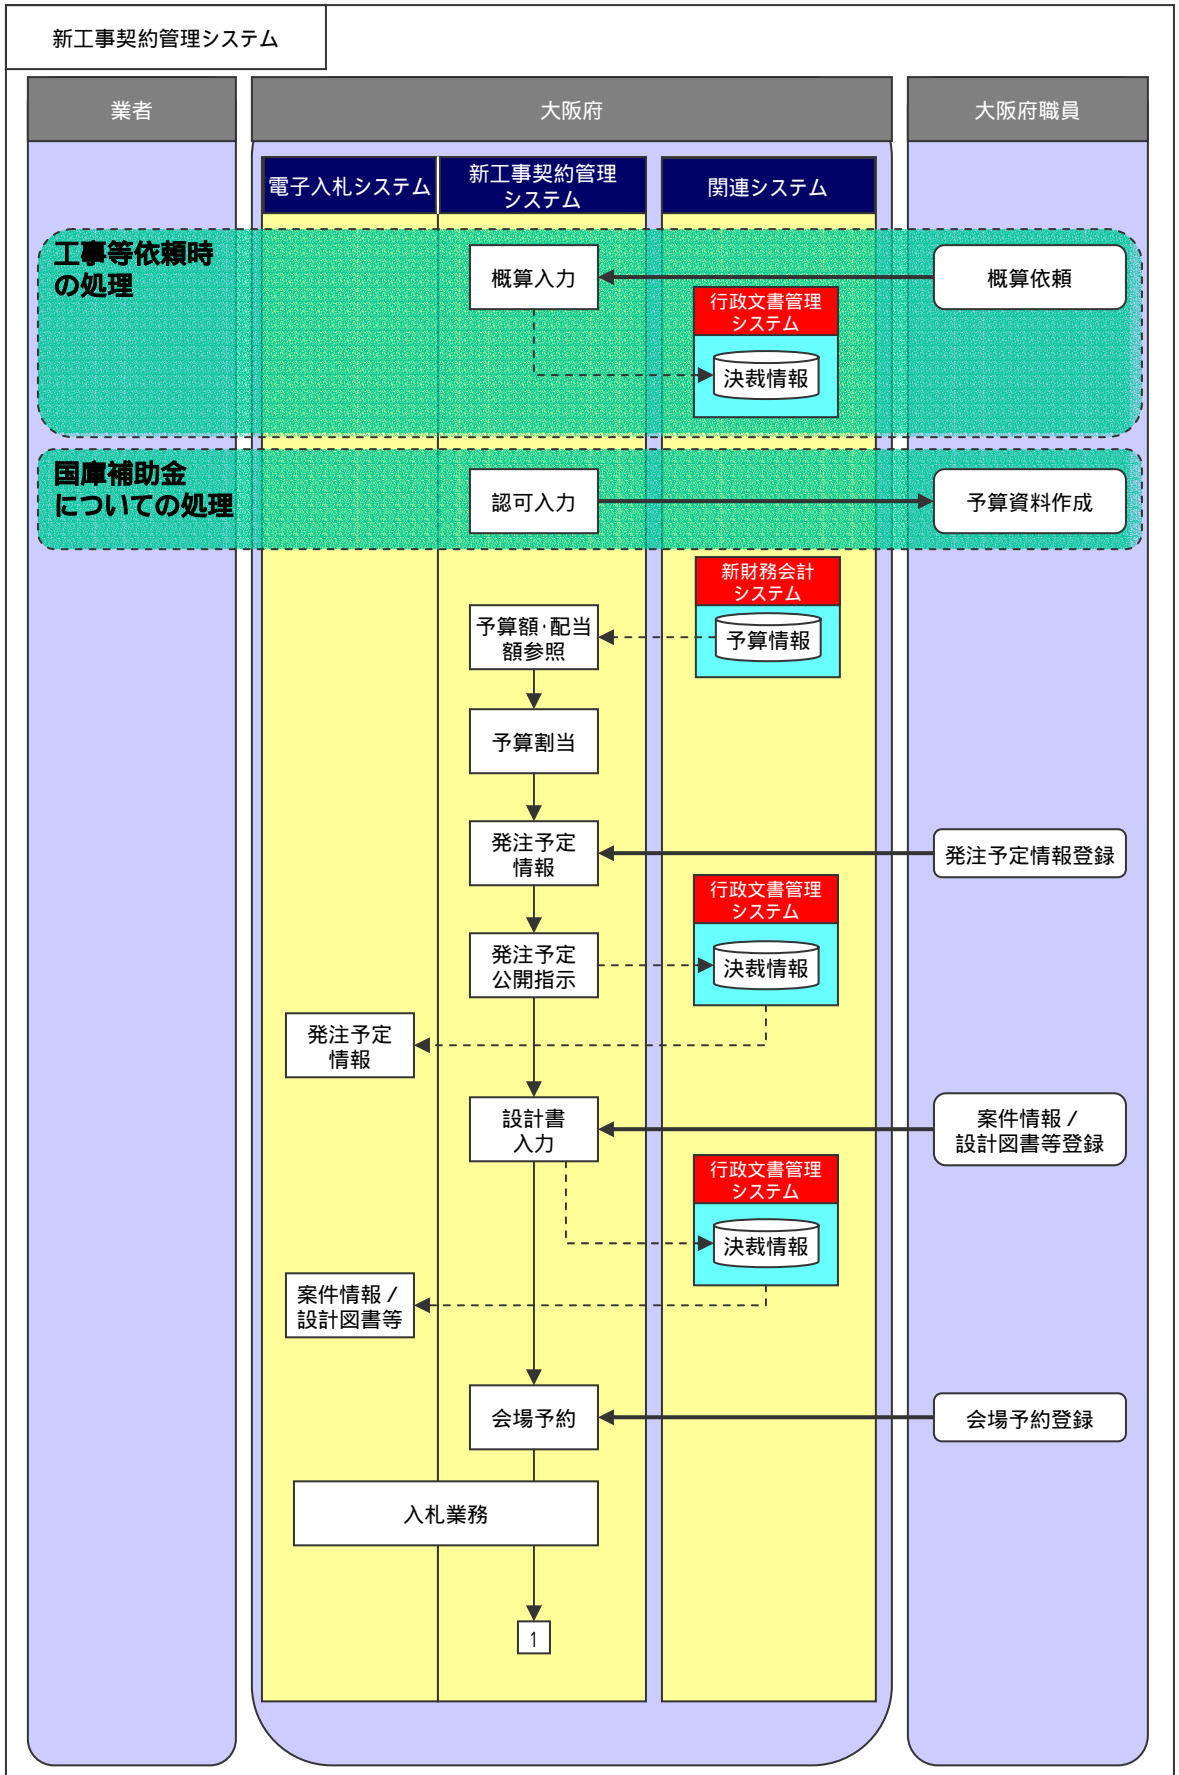 新工事契約管理システム
業者
大阪府
大阪府職員
電子入札システム
新工事契約管理
システム
関連システム
工事等依頼時
の処理
概算入力
概算依頼
行政文書管理
システム
決裁情報
国庫補助金
についての処理
認可入力
予算資料作成
新財務会計
システム
予算情報
予算額・配当
額参照
予算割当
発注予定
情報
発注予定情報登録
行政文書管理
システム
決裁情報
発注予定
公開指示
発注予定
情報
設計書
入力
案件情報/
設計図書等登録
行政文書管理
システム
決裁情報
案件情報/
設計図書等
会場予約
会場予約登録
入札業務
1